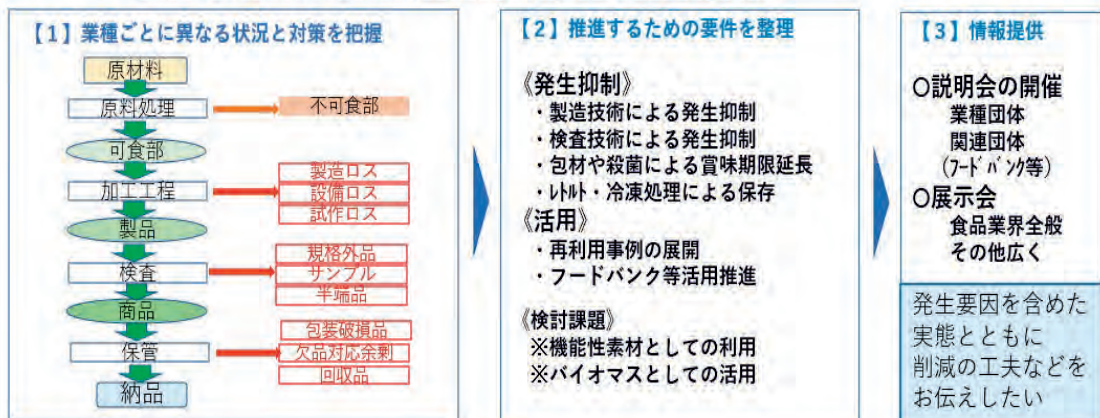 【1】業種ごとに異なる状況と対策を把握
原材料
原料処理
不可食部
可食部
加工工程
製造ロス
設備ロス
試作ロス
製品
検査
規格外品
サンプル
半端品
商品
保管
包装破損品
欠品対応余剰
回収品
納品
【2】推進するための要件を整理
《発生抑制》
・製造技術による発生抑制
・検査技術による発生抑制
・包材や殺菌による賞味期限延長
・ﾚﾄﾙﾄ・冷凍処理による保存
《活用》
・再利用事例の展開
・フードバンク等活用推進
《検討課題》
※機能性素材としての利用
※バイオマスとしての活用
【3】情報提供
○説明会の開催
業種団体
関連団体
(ﾌｰﾄﾞﾊﾞﾝｸ等)
○展示会
食品業界全般
その他広く
発生要因を含めた
実態とともに
削減の工夫などを
お伝えしたい